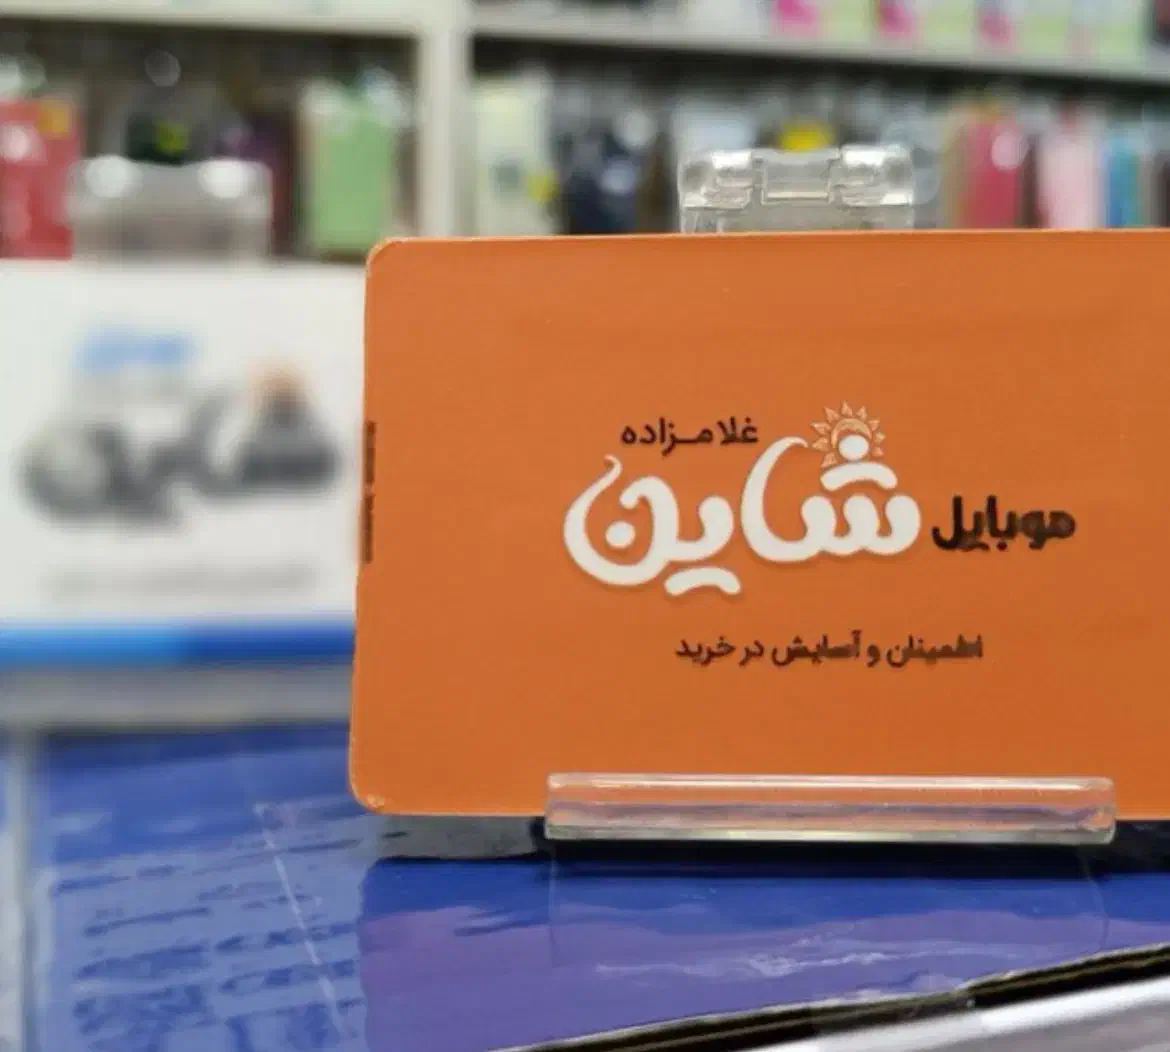 غلامزاده
موبایل شاین
اطمینان و آسایش در خرید